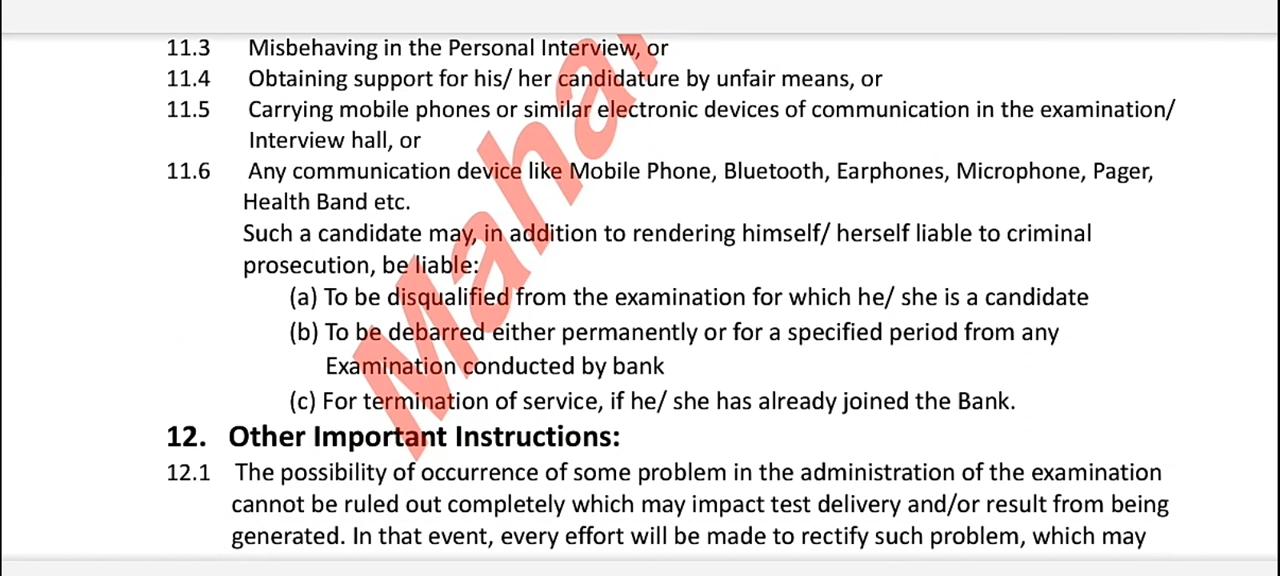 11.3 Misbehaving in the Personal Interview, or
11.4 Obtaining support for his/ her candidature by unfair means, or
11.5 Carrying mobile phones or similar electronic devices of communication in the examination/
Interview hall, or
11.6 Any communication device like Mobile Phone, Bluetooth, Earphones, Microphone, Pager,
Health Band etc.
Such a candidate may, in addition to rendering himself/ herself liable to criminal
prosecution, be liable:
(a) To be disqualified from the examination for which he/ she is a candidate
(b) To be debarred either permanently or for a specified period from any
Examination conducted by bank
(c) For termination of service, if he/ she has already joined the Bank.
12. Other Important Instructions:
12.1 The possibility of occurrence of some problem in the administration of the examination
cannot be ruled out completely which may impact test delivery and/or result from being
generated. In that event, every effort will be made to rectify such problem, which may
Mahar